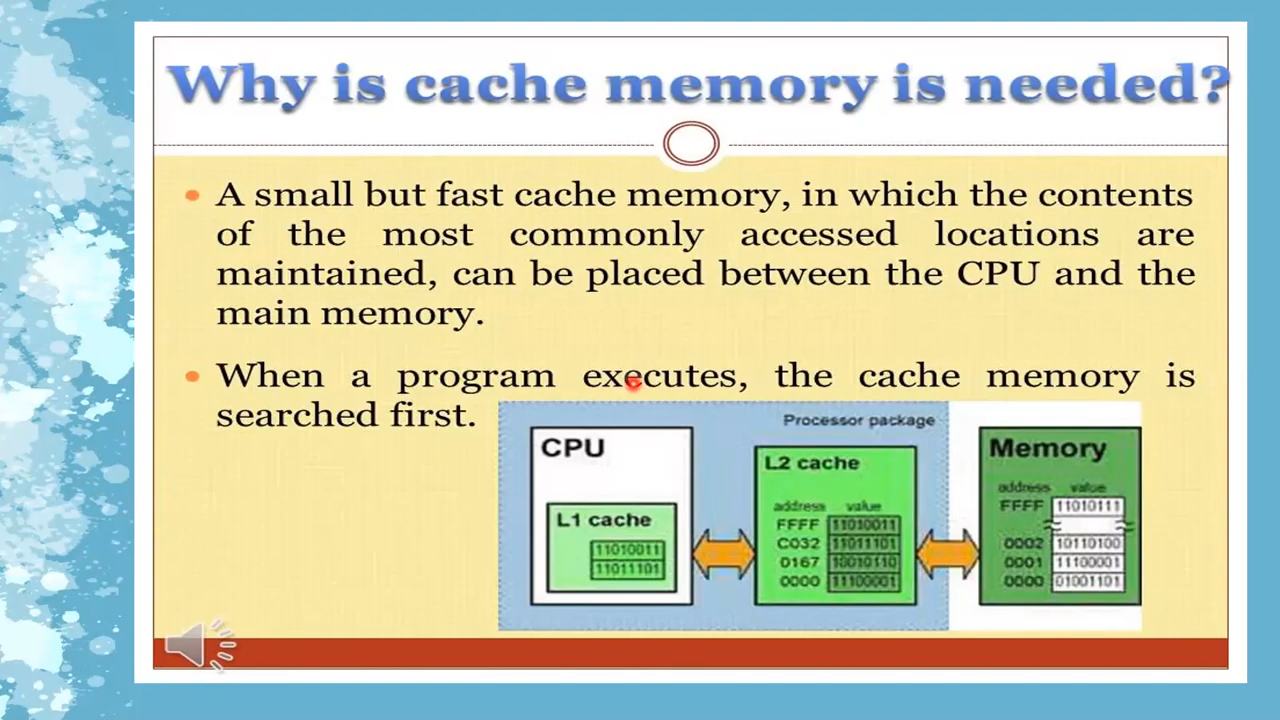 Why is cache memory is needed?
A small but fast cache memory, in which the contents
of the most commonly accessed locations are
maintained, can be placed between the CPU and the
main memory.
When a program executes, the cache memory is
searched first.
Processor package
CPU
L1 cache
11010011
11011101
L2 cache
address value
FFFF 11010011
C032 11011101
0167 10010110
0000 11100001
Memory
address value
FFFF 11010111
0002 10110100
0001 11100001
0000 01001101